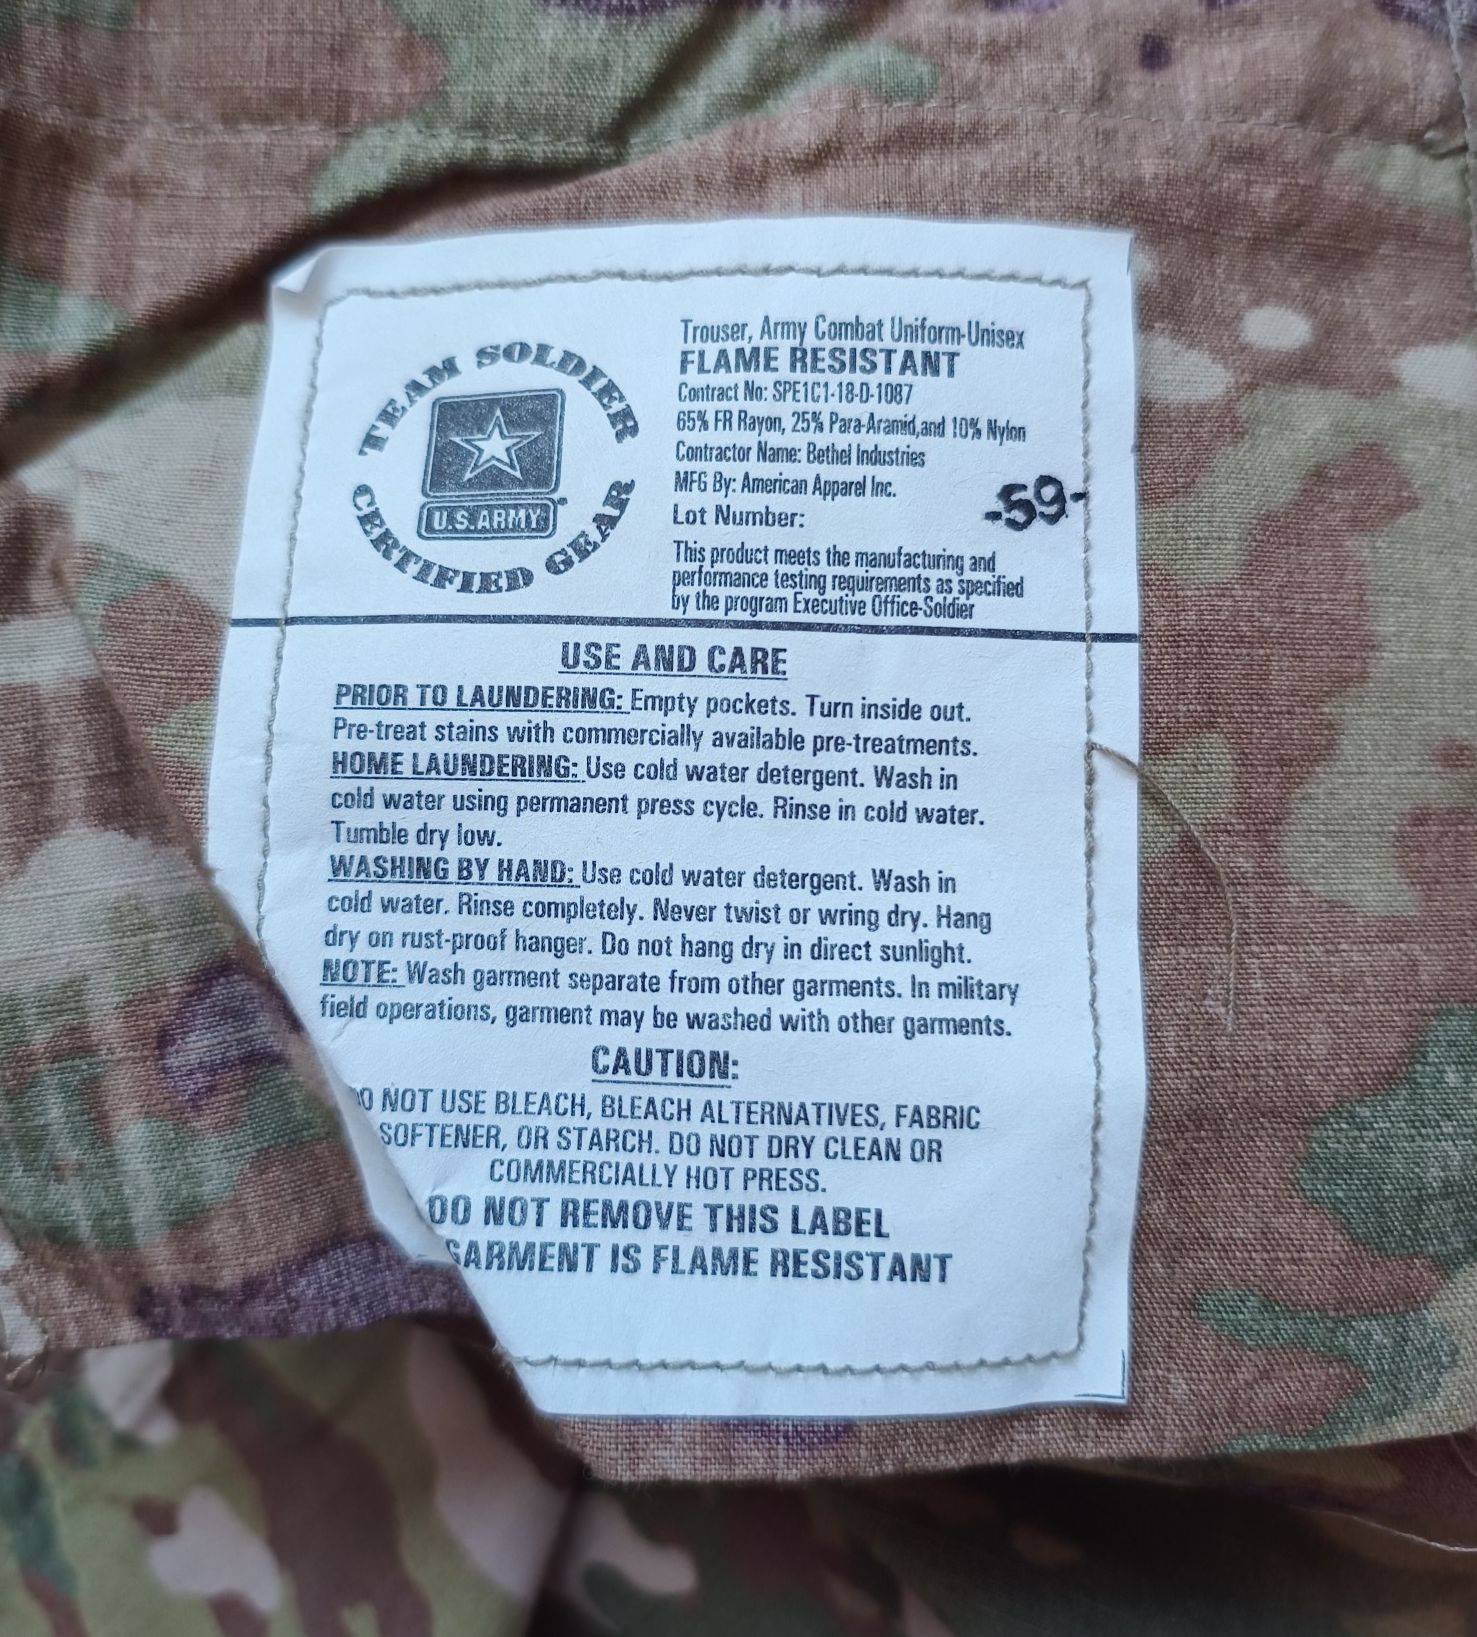 TEAM SOLDIER
U.S.ARMY
CERTIFIED GEAR
Trouser, Army Combat Uniform-Unisex
FLAME RESISTANT
Contract No: SPE1C1-18-D-1087
65% FR Rayon, 25% Para-Aramid,and 10% Nylon
Contractor Name: Bethel Industries
MFG By: American Apparel Inc.
-59-
Lot Number:
This product meets the manufacturing and
performance testing requirements as specified
by the program Executive Office-Soldier
USE AND CARE
PRIOR TO LAUNDERING: Empty pockets. Turn inside out.
Pre-treat stains with commercially available pre-treatments.
HOME LAUNDERING: Use cold water detergent. Wash in
cold water using permanent press cycle. Rinse in cold water.
Tumble dry low.
WASHING BY HAND: Use cold water detergent. Wash in
cold water. Rinse completely. Never twist or wring dry. Hang
dry on rust-proof hanger. Do not hang dry in direct sunlight.
NOTE: Wash garment separate from other garments. In military
field operations, garment may be washed with other garments.
CAUTION:
DO NOT USE BLEACH, BLEACH ALTERNATIVES, FABRIC
SOFTENER, OR STARCH. DO NOT DRY CLEAN OR
COMMERCIALLY HOT PRESS.
DO NOT REMOVE THIS LABEL
GARMENT IS FLAME RESISTANT